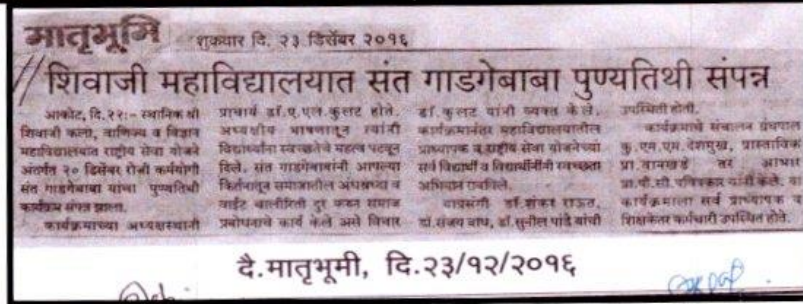 मातृभूमि
शुक्रवार दि. २३ डिसेंबर २०१६
शिवाजी महाविद्यालयात संत गाडगेबाबा पुण्यतिथी संपन्न
आकोट, दि.२२:- स्थानिक श्री
शिवाजी कला, वाणिज्य व विज्ञान
महाविद्यालयात राष्ट्रीय सेवा योजने
अंतर्गत २० डिसेंबर रोजी कर्मयोगी
संत गाडगेबाबा यांचा पुण्यतिथी
कार्यक्रम संपन्न झाला.
कार्यक्रमाच्या अध्यक्षस्थानी
प्राचार्य डॉ.ए.एल कुलट होते.
अध्यक्षीय भाषणातून त्यांनी
विद्यार्थ्यांना स्वच्छतेचे महत्व पटवून
दिले. संत गाडगेबाबांनी आपल्या
किर्तनातून समाजातील अंधश्रध्दा व
वाईट चालीरिती दुर करुन समाज
प्रबोधनाचे कार्य केले असे विचार
डॉ.कुलट यांनी व्यक्त केले.
कार्यक्रमानंतर महाविद्यालयातील
प्राध्यापक व राष्ट्रीय सेवा योजनेच्या
सर्व विद्यार्थी व विद्यार्थीनींनी स्वच्छता
अभियान राबविले.
याप्रसंगी डॉ.शंकर राऊत,
डॉ.संजय वाघ, डॉ.सुनील पांडे यांची
उपस्थिती होती.
कार्यक्रमाचे संचालन ग्रंथपाल
कु.एम.एम.देशमुख, प्रास्ताविक
प्रा.वानखडे तर आभार
प्रा.पी.सी. यांनी केले. या
कार्यक्रमाला सर्व प्राध्यापक व
शिक्षकेतर कर्मचारी उपस्थित होते.
दै.मातृभूमी, दि.२३/१२/२०१६